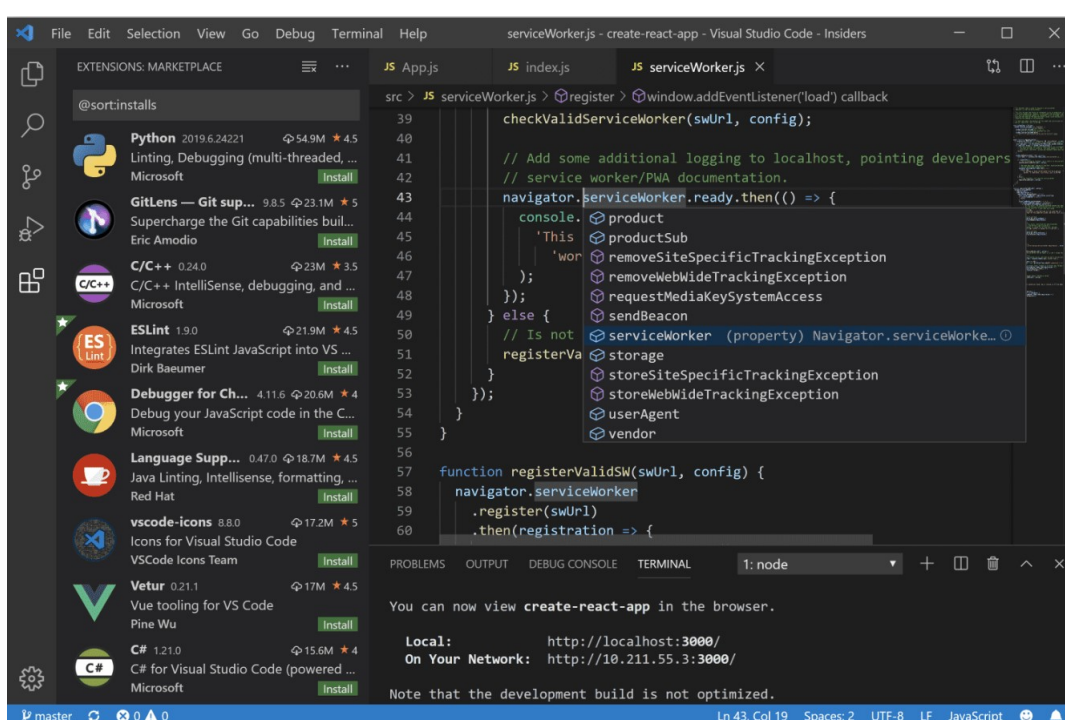 File Edit Selection View Go Debug Terminal Help
serviceWorker.js - create-react-app - Visual Studio Code - Insiders
EXTENSIONS: MARKETPLACE
@sort:installs
Python 2019.6.24221 54.9M ★ 4.5
Linting, Debugging (multi-threaded, ...
Microsoft Install
GitLens — Git sup... 9.8.5 23.1M ★ 5
Supercharge the Git capabilities buil...
Eric Amodio Install
C/C++
C/C++ 0.24.0 23M ★ 3.5
C/C++ IntelliSense, debugging, and ...
Microsoft Install
ES Lint
ESLint 1.9.0 21.9M ★ 4.5
Integrates ESLint JavaScript into VS ...
Dirk Baeumer Install
Debugger for Ch... 4.11.6 20.6M ★ 4
Debug your JavaScript code in the C...
Microsoft Install
Language Supp... 0.47.0 18.7M ★ 4.5
Java Linting, Intellisense, formatting, ...
Red Hat Install
vscode-icons 8.8.0 17.2M ★ 5
Icons for Visual Studio Code
VSCode Icons Team Install
Vetur 0.21.1 17M ★ 4.5
Vue tooling for VS Code
Pine Wu Install
C#
C# 1.21.0 15.6M ★ 4
C# for Visual Studio Code (powered ...
Microsoft Install
JS App.js JS index.js JS serviceWorker.js ×
src > JS serviceWorker.js > register > window.addEventListener('load') callback
39 checkValidServiceWorker(swUrl, config);
40
41 // Add some additional logging to localhost, pointing developers
42 // service worker/PWA documentation.
43 navigator.serviceWorker.ready.then(() => {
44 console.
45 'This
46 'wor
47 );
48 });
49 } else {
50 // Is not
51 registerVa
52 }
53 });
54 }
55 }
56
57 function registerValidSW(swUrl, config) {
58 navigator.serviceWorker
59 .register(swUrl)
60 .then(registration => {
product
productSub
removeSiteSpecificTrackingException
removeWebWideTrackingException
requestMediaKeySystemAccess
sendBeacon
serviceWorker (property) Navigator.serviceWorke...
storage
storeSiteSpecificTrackingException
storeWebWideTrackingException
userAgent
vendor
PROBLEMS OUTPUT DEBUG CONSOLE TERMINAL 1: node
You can now view create-react-app in the browser.
Local: http://localhost:3000/
On Your Network: http://10.211.55.3:3000/
Note that the development build is not optimized.
master 0 0 Ln 43, Col 19 Spaces: 2 UTF-8 LF JavaScript